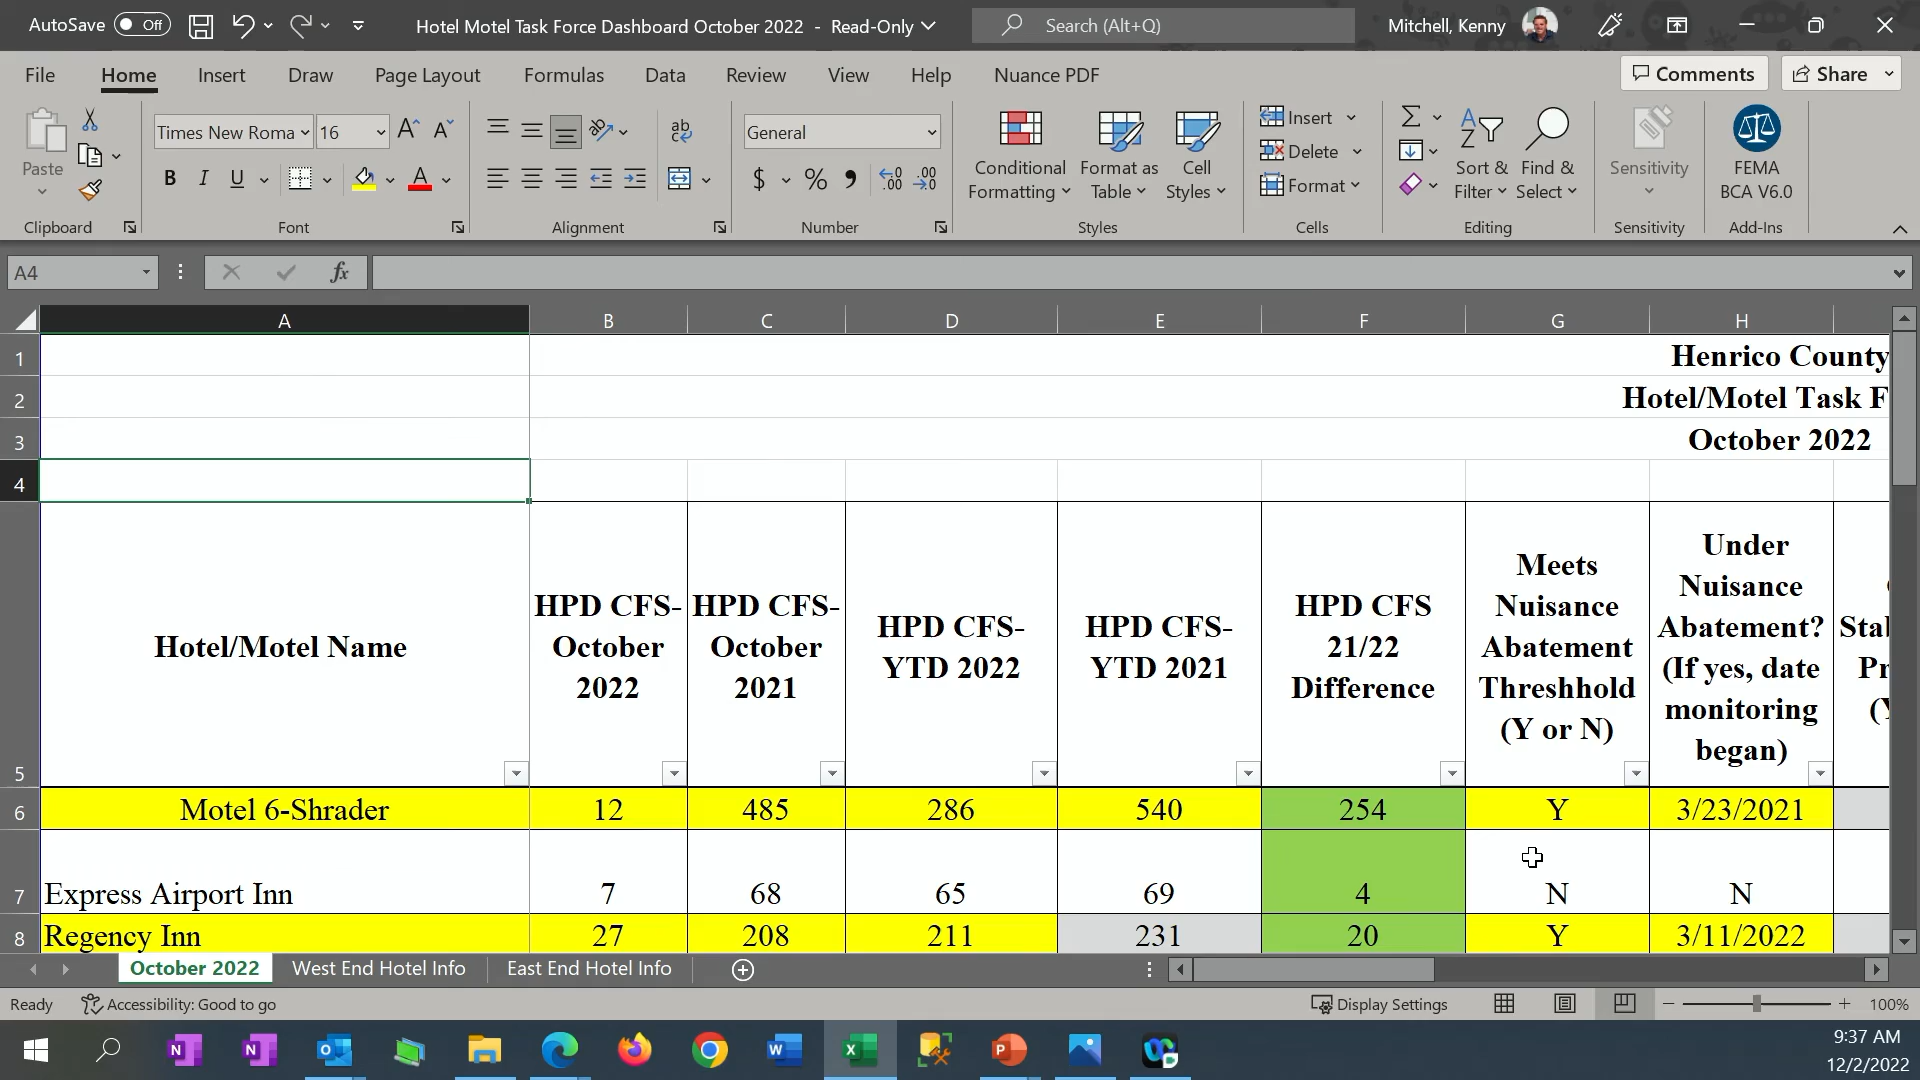 AutoSave Off Hotel Motel Task Force Dashboard October 2022 - Read-Only Search (Alt+Q) Mitchell, Kenny
File Home Insert Draw Page Layout Formulas Data Review View Help Nuance PDF Comments Share
Paste
Clipboard
Times New Roma 16
B I U A
Font
ab
Alignment
General
$ % 9 .00
Number
Conditional Formatting
Format as Table
Cell Styles
Styles
Insert
Delete
Format
Cells
Sort & Filter
Find & Select
Editing
Sensitivity
Sensitivity
FEMA BCA V6.0
Add-Ins
A4 fx
A B C D E F G H
1 Henrico County
2 Hotel/Motel Task F
3 October 2022
4
5
Hotel/Motel Name
HPD CFS-
October
2022
HPD CFS-
October
2021
HPD CFS-
YTD 2022
HPD CFS-
YTD 2021
HPD CFS
21/22
Difference
Meets
Nuisance
Abatement
Threshhold
(Y or N)
Under
Nuisance
Abatement?
(If yes, date
monitoring
began)
Stal
Pr
6 Motel 6-Shrader 12 485 286 540 254 Y 3/23/2021
7 Express Airport Inn 7 68 65 69 4 N N
8 Regency Inn 27 208 211 231 20 Y 3/11/2022
October 2022 West End Hotel Info East End Hotel Info
Ready Accessibility: Good to go Display Settings 100%
9:37 AM
12/2/2022